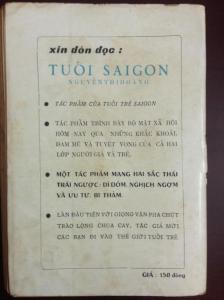 xin đón đọc :
TUỔI SAIGON
NGUYỄN THỊ HOÀNG
• TÁC PHẨM CỦA TUỔI TRẺ SAIGON
• TÁC PHẨM TRÌNH BÀY BỘ MẶT XÃ HỘI
HÔM NAY QUA NHỮNG KHẮC KHOẢI,
ĐAM MÊ VÀ TUYỆT VỌNG CỦA CẢ HAI
LỚP NGƯỜI GIÀ VÀ TRẺ.
• MỘT TÁC PHẨM MANG HAI SẮC THÁI
TRÁI NGƯỢC: DÍ DỎM, NGHỊCH NGỢM
VÀ ƯU TƯ, BI THẢM.
• LẦN ĐẦU TIÊN VỚI GIỌNG VĂN PHA CHÚT
TRÀO LỘNG CHUA CAY, TÁC GIẢ MỜI
CÁC BẠN ĐI VÀO THẾ GIỚI TUỔI TRẺ.
GIÁ : 150 đồng